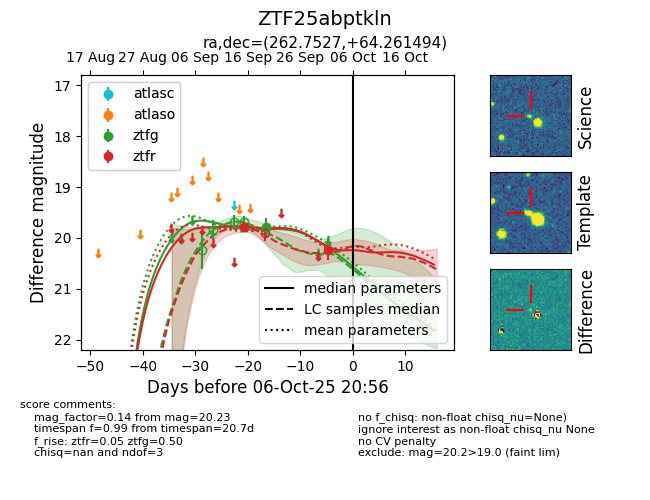 ZTF25abptkln
ra,dec=(262.7527,+64.261494)
17 Aug 27 Aug 06 Sep 16 Sep 26 Sep 06 Oct 16 Oct
17
18
19
20
21
22
Difference magnitude
atlasc
atlaso
ztfg
ztfr
median parameters
LC samples median
mean parameters
−50 −40 −30 −20 −10 0 10
Days before 06-Oct-25 20:56
Science
Template
Difference
score comments:
mag_factor=0.14 from mag=20.23
timespan f=0.99 from timespan=20.7d
f_rise: ztfr=0.05 ztfg=0.50
chisq=nan and ndof=3
no f_chisq: non-float chisq_nu=None)
ignore interest as non-float chisq_nu None
no CV penalty
exclude: mag=20.2>19.0 (faint lim)